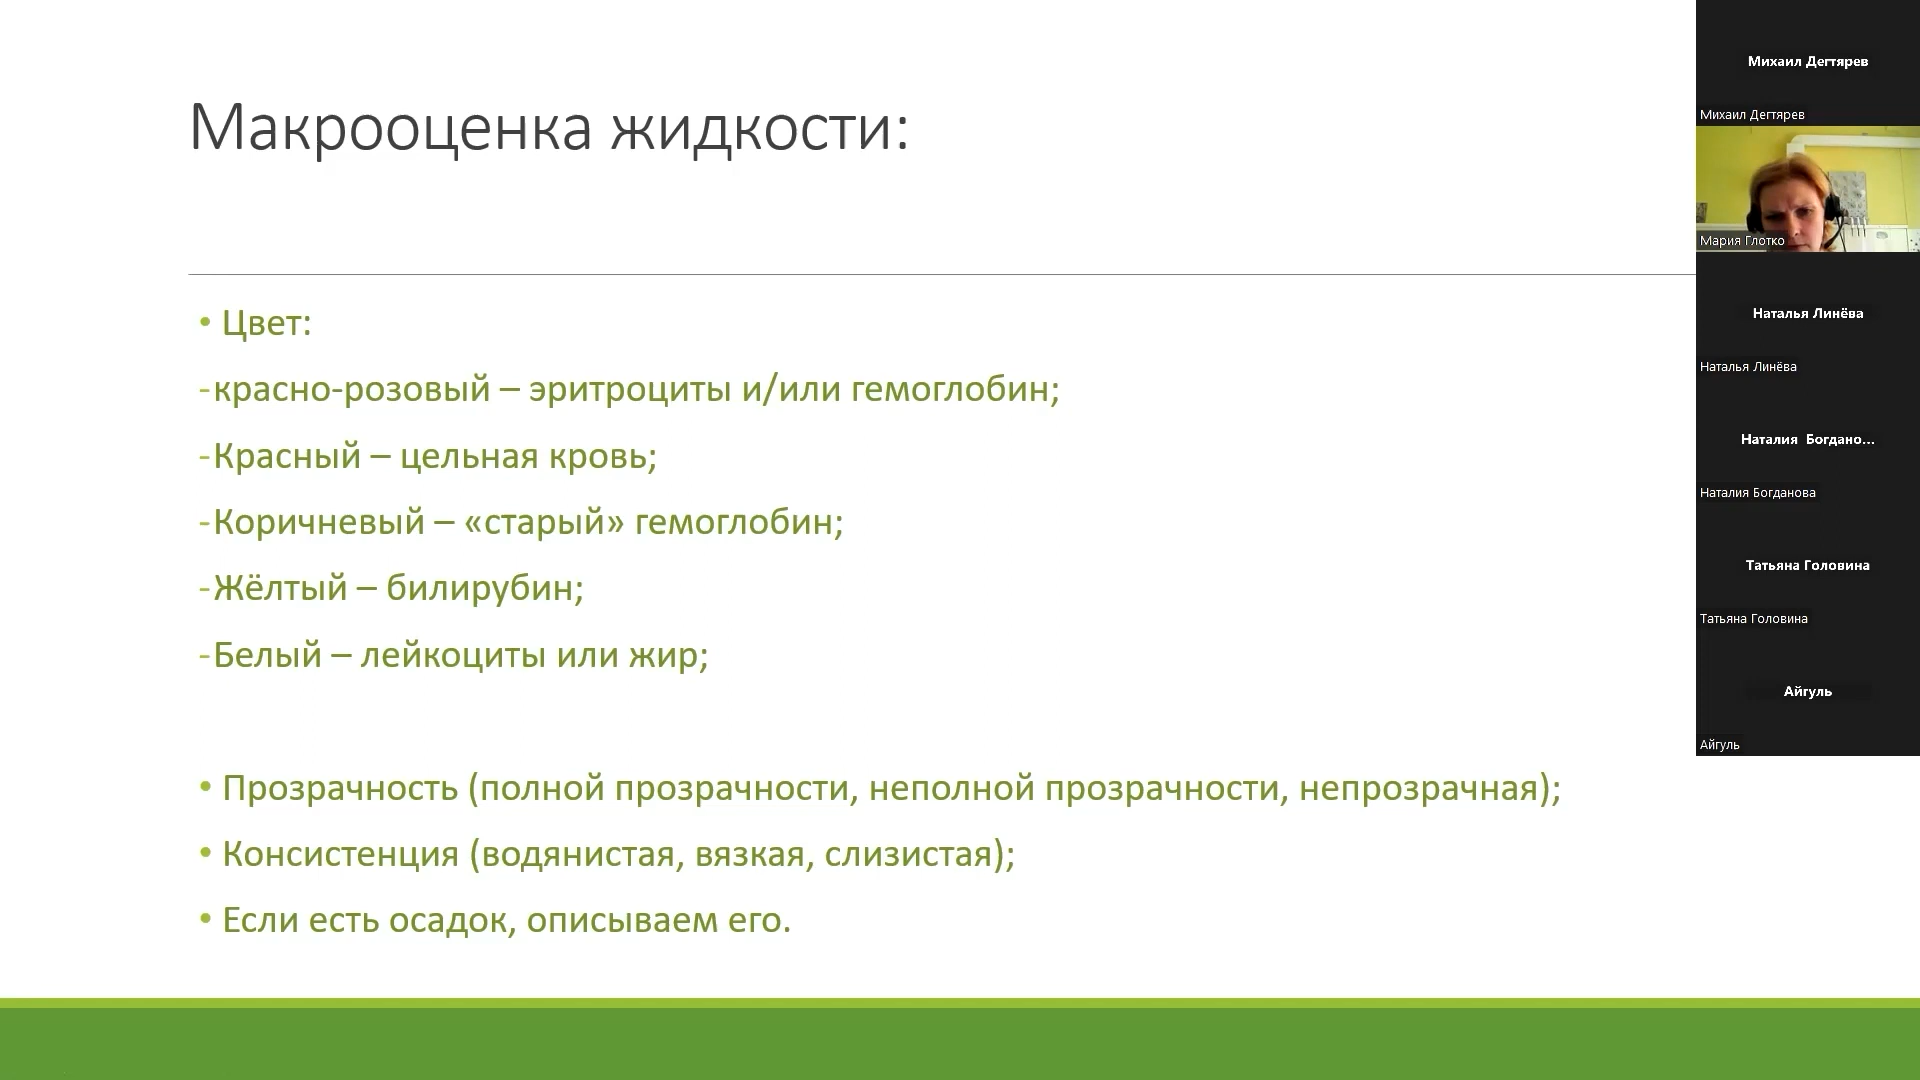 Макрооценка жидкости:
• Цвет:
-красно-розовый – эритроциты и/или гемоглобин;
-Красный – цельная кровь;
-Коричневый – «старый» гемоглобин;
-Жёлтый – билирубин;
-Белый – лейкоциты или жир;
• Прозрачность (полной прозрачности, неполной прозрачности, непрозрачная);
• Консистенция (водянистая, вязкая, слизистая);
• Если есть осадок, описываем его.
Михаил Дегтярев
Михаил Дегтярев
Мария Глотко
Наталья Линёва
Наталья Линёва
Наталия Богдано...
Наталия Богданова
Татьяна Головина
Татьяна Головина
Айгуль
Айгуль